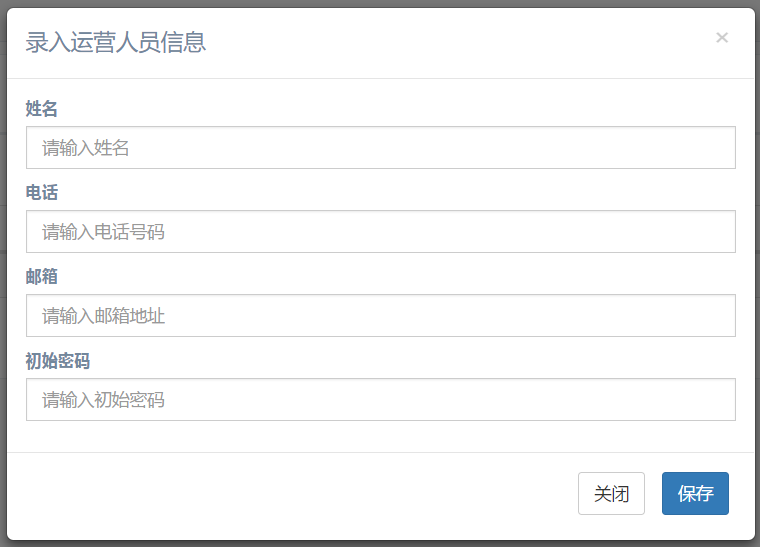 录入运营人员信息
×
姓名
请输入姓名
电话
请输入电话号码
邮箱
请输入邮箱地址
初始密码
请输入初始密码
关闭
保存